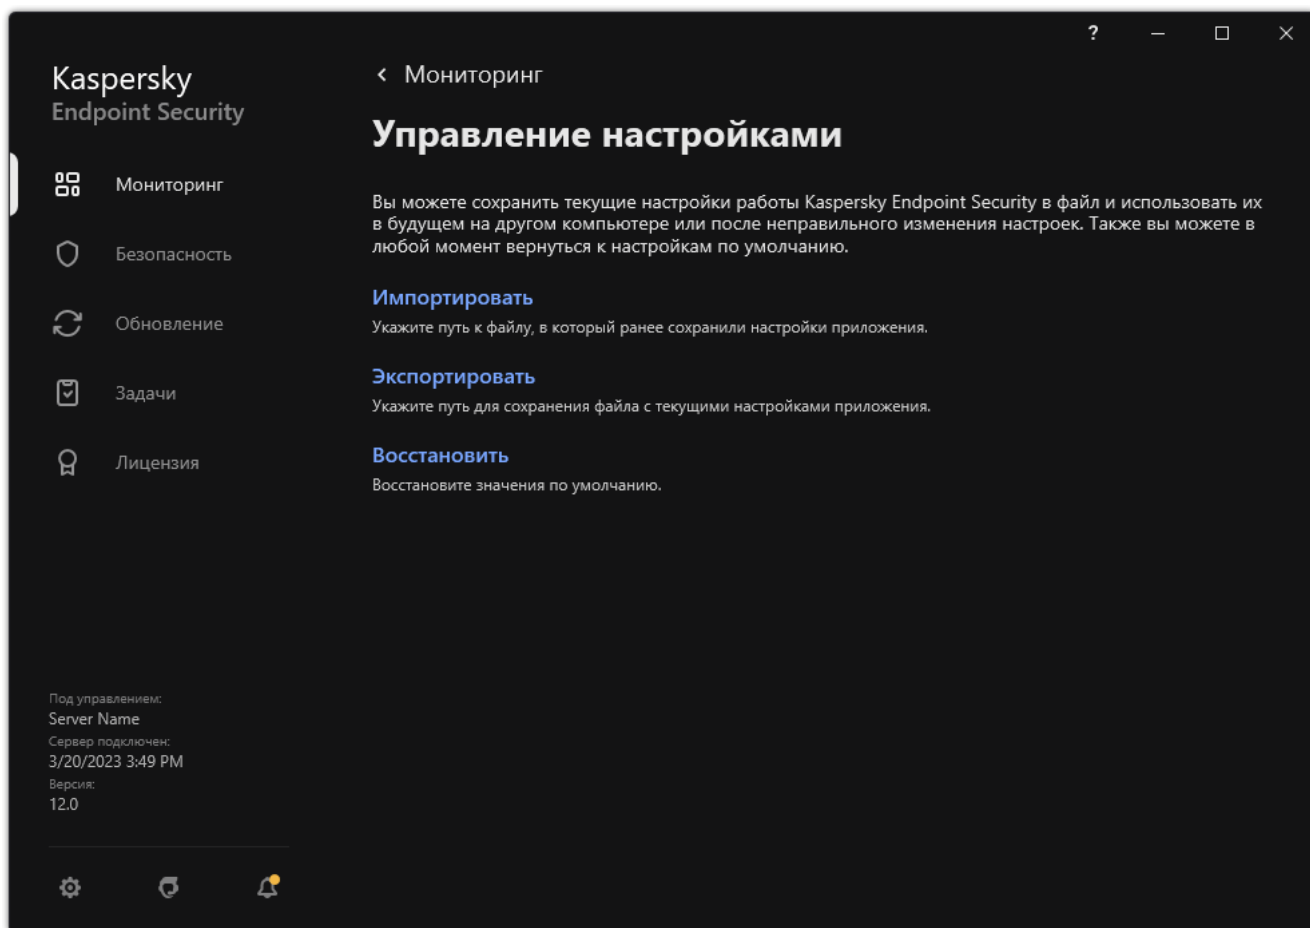 ?
Kaspersky
Endpoint Security
Мониторинг
Безопасность
Обновление
Задачи
Лицензия
Под управлением:
Server Name
Сервер подключен:
3/20/2023 3:49 PM
Версия:
12.0
Мониторинг
Управление настройками
Вы можете сохранить текущие настройки работы Kaspersky Endpoint Security в файл и использовать их
в будущем на другом компьютере или после неправильного изменения настроек. Также вы можете в
любой момент вернуться к настройкам по умолчанию.
Импортировать
Укажите путь к файлу, в который ранее сохранили настройки приложения.
Экспортировать
Укажите путь для сохранения файла с текущими настройками приложения.
Восстановить
Восстановите значения по умолчанию.